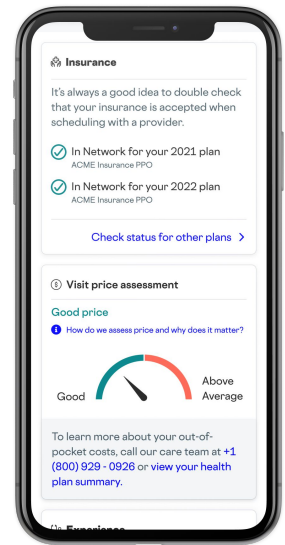 Insurance
It's always a good idea to double check
that your insurance is accepted when
scheduling with a provider.
In Network for your 2021 plan
ACME Insurance PPO
In Network for your 2022 plan
ACME Insurance PPO
Check status for other plans >
Visit price assessment
Good price
How do we assess price and why does it matter?
Good
Above
Average
To learn more about your out-of-
pocket costs, call our care team at +1
(800) 929 - 0926 or view your health
plan summary.
Experience